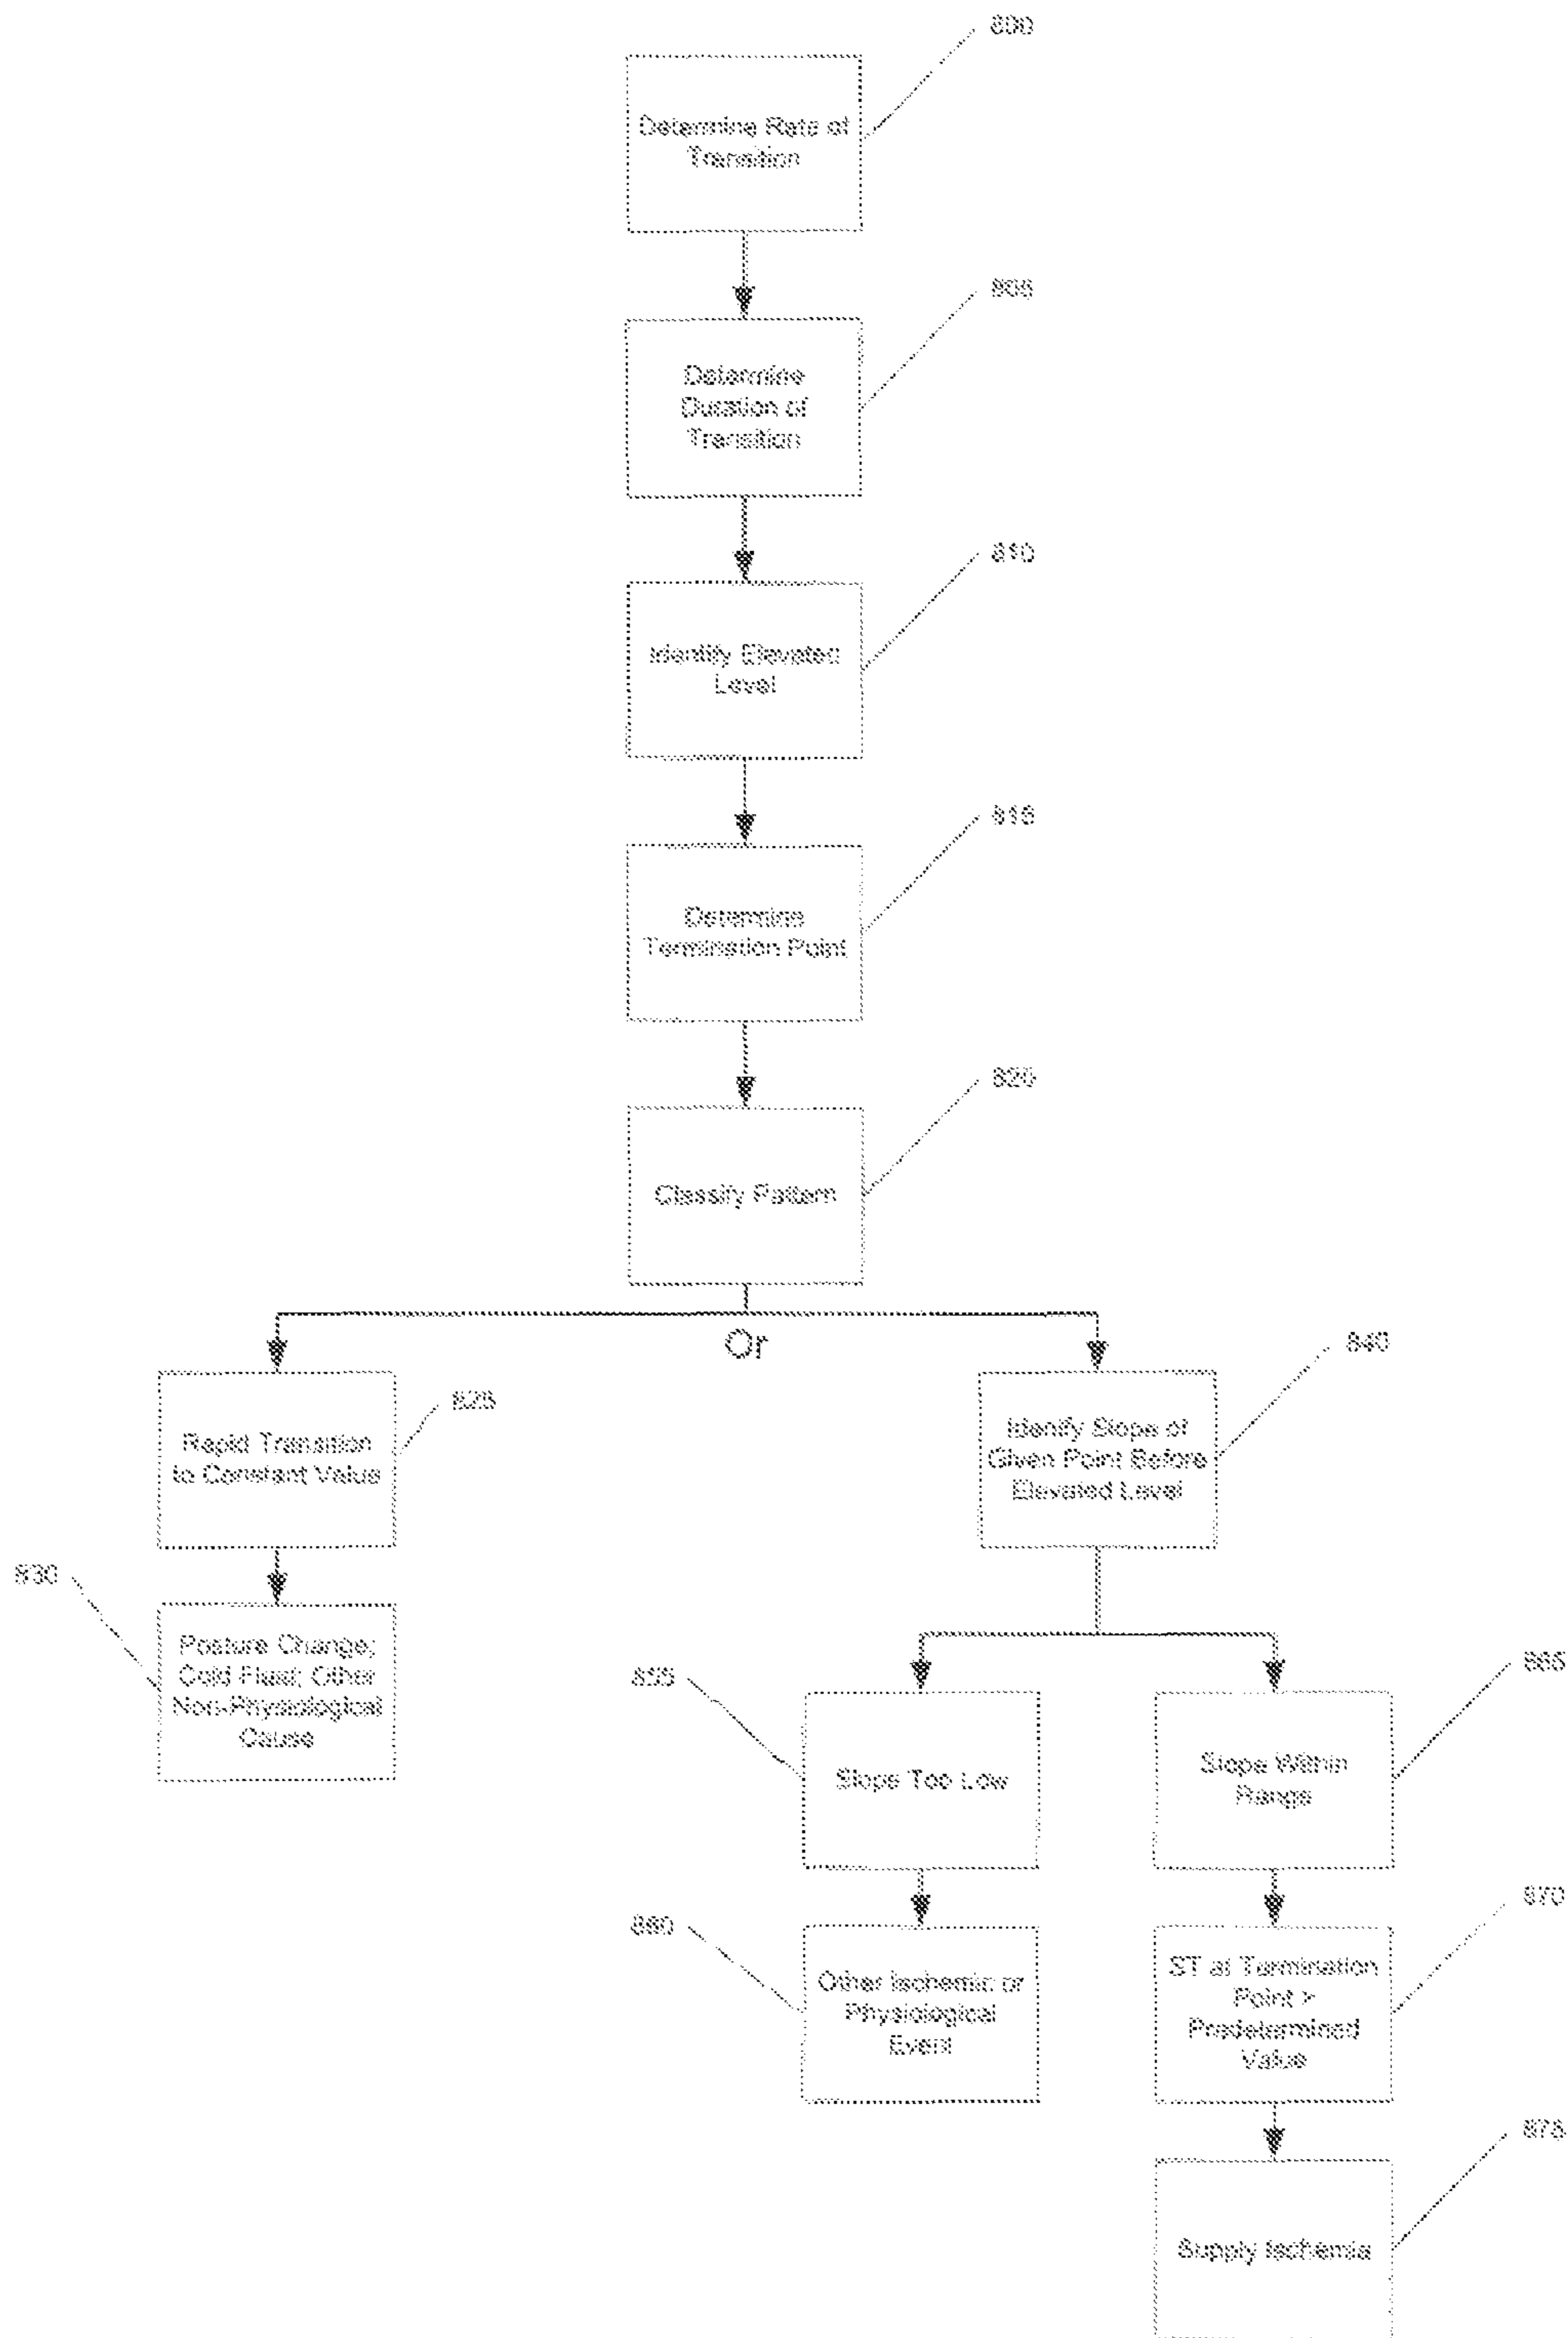 800
Determine Rate of
Transition
805
Determine
Duration of
Transition
810
Identify Elevated
Level
815
Determine
Termination Point
820
Classify Pattern
Or
825
Rapid Transition
to Constant Value
840
Idenify Slope of
Given Point Before
Elevated Level
830
Posture Change;
Cold Fluid; Other
Non-Physiological
Cause
855
Slope Too Low
865
Slope Within
Range
860
Other Ischemic or
Physiological
Event
870
ST at Termination
Point >
Predetermined
Value
875
Supply Ischemia